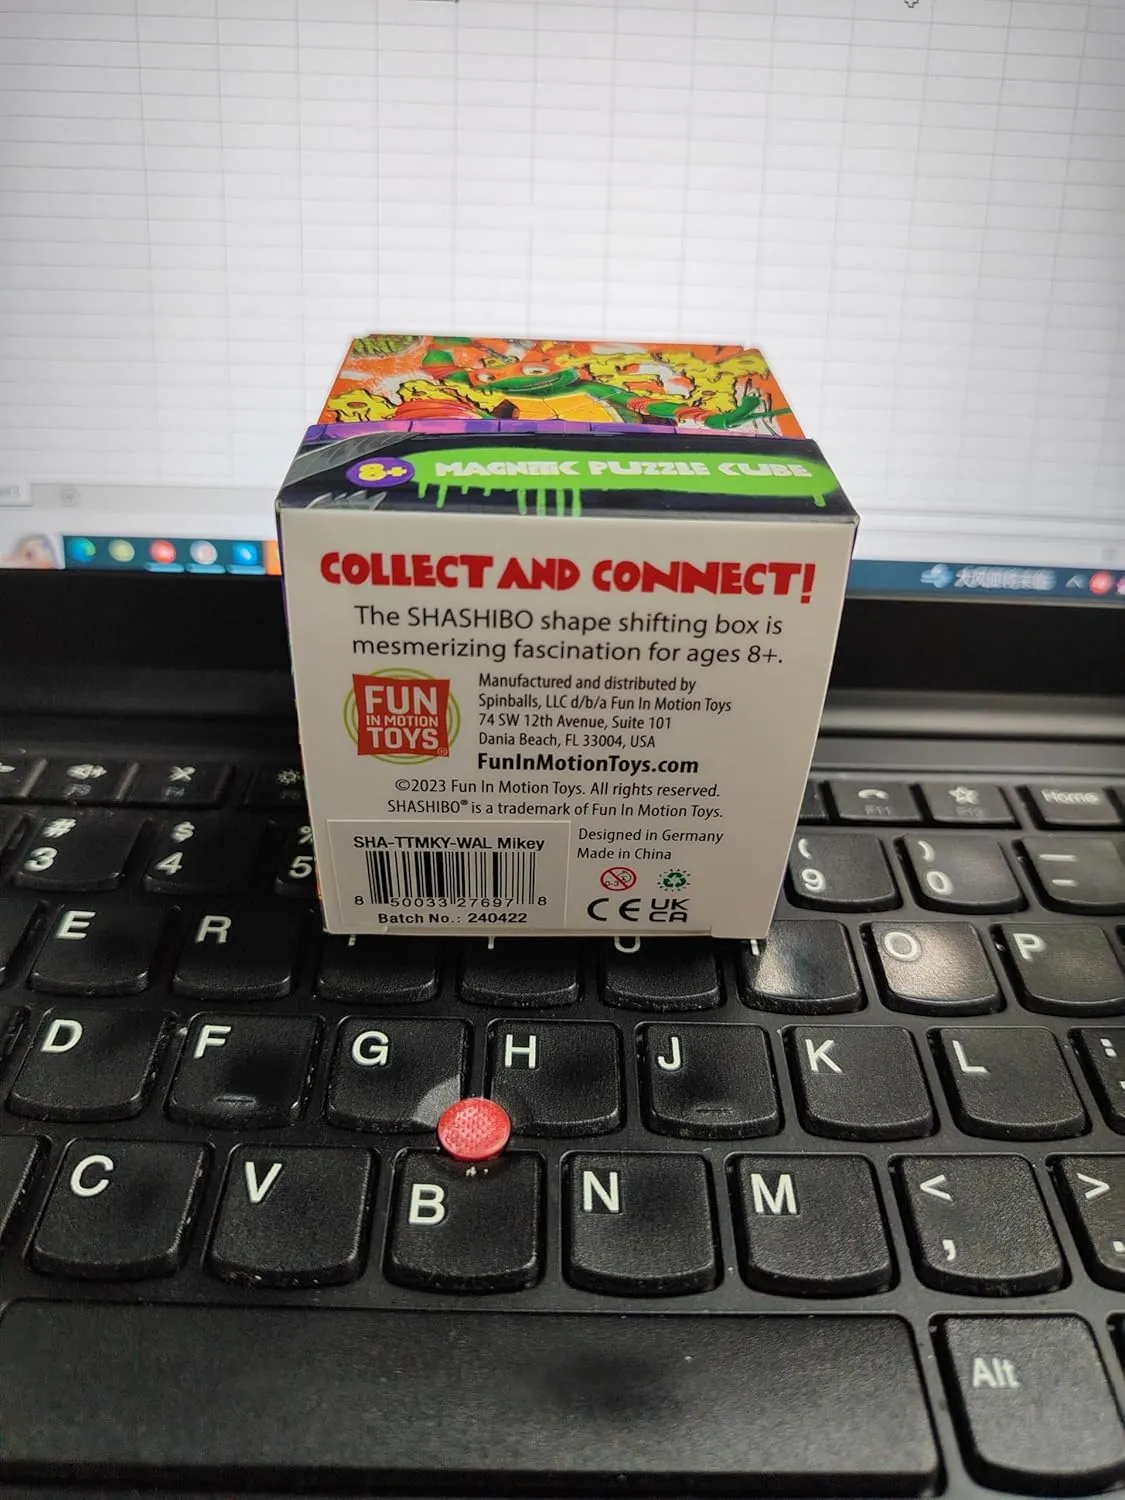 8+ MAGNETIC PUZZLE CUBE
COLLECT AND CONNECT!
The SHASHIBO shape shifting box is
mesmerizing fascination for ages 8+.
FUN
IN MOTION
TOYS®
Manufactured and distributed by
Spinballs, LLC d/b/a Fun In Motion Toys
74 SW 12th Avenue, Suite 101
Dania Beach, FL 33004, USA
FunInMotionToys.com
©2023 Fun In Motion Toys. All rights reserved.
SHASHIBO® is a trademark of Fun In Motion Toys.
SHA-TTMKY-WAL Mikey
8 50033 27697 8
Batch No.: 240422
Designed in Germany
Made in China
0-3
CE UK
CA
F11 Home
# 3 $ 4 % 5 ( 9 ) 0
E R U I O P
D F G H J K L
C V B N M < , >
Alt